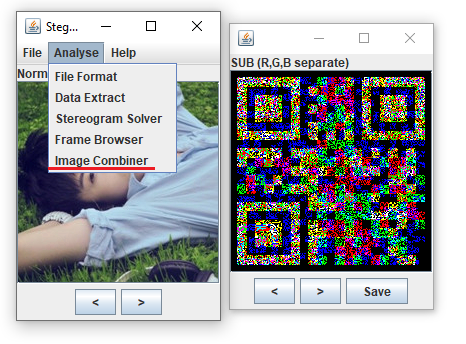 Steg...
File Analyse Help
Norm
File Format
Data Extract
Stereogram Solver
Frame Browser
Image Combiner
< >
SUB (R,G,B separate)
< > Save